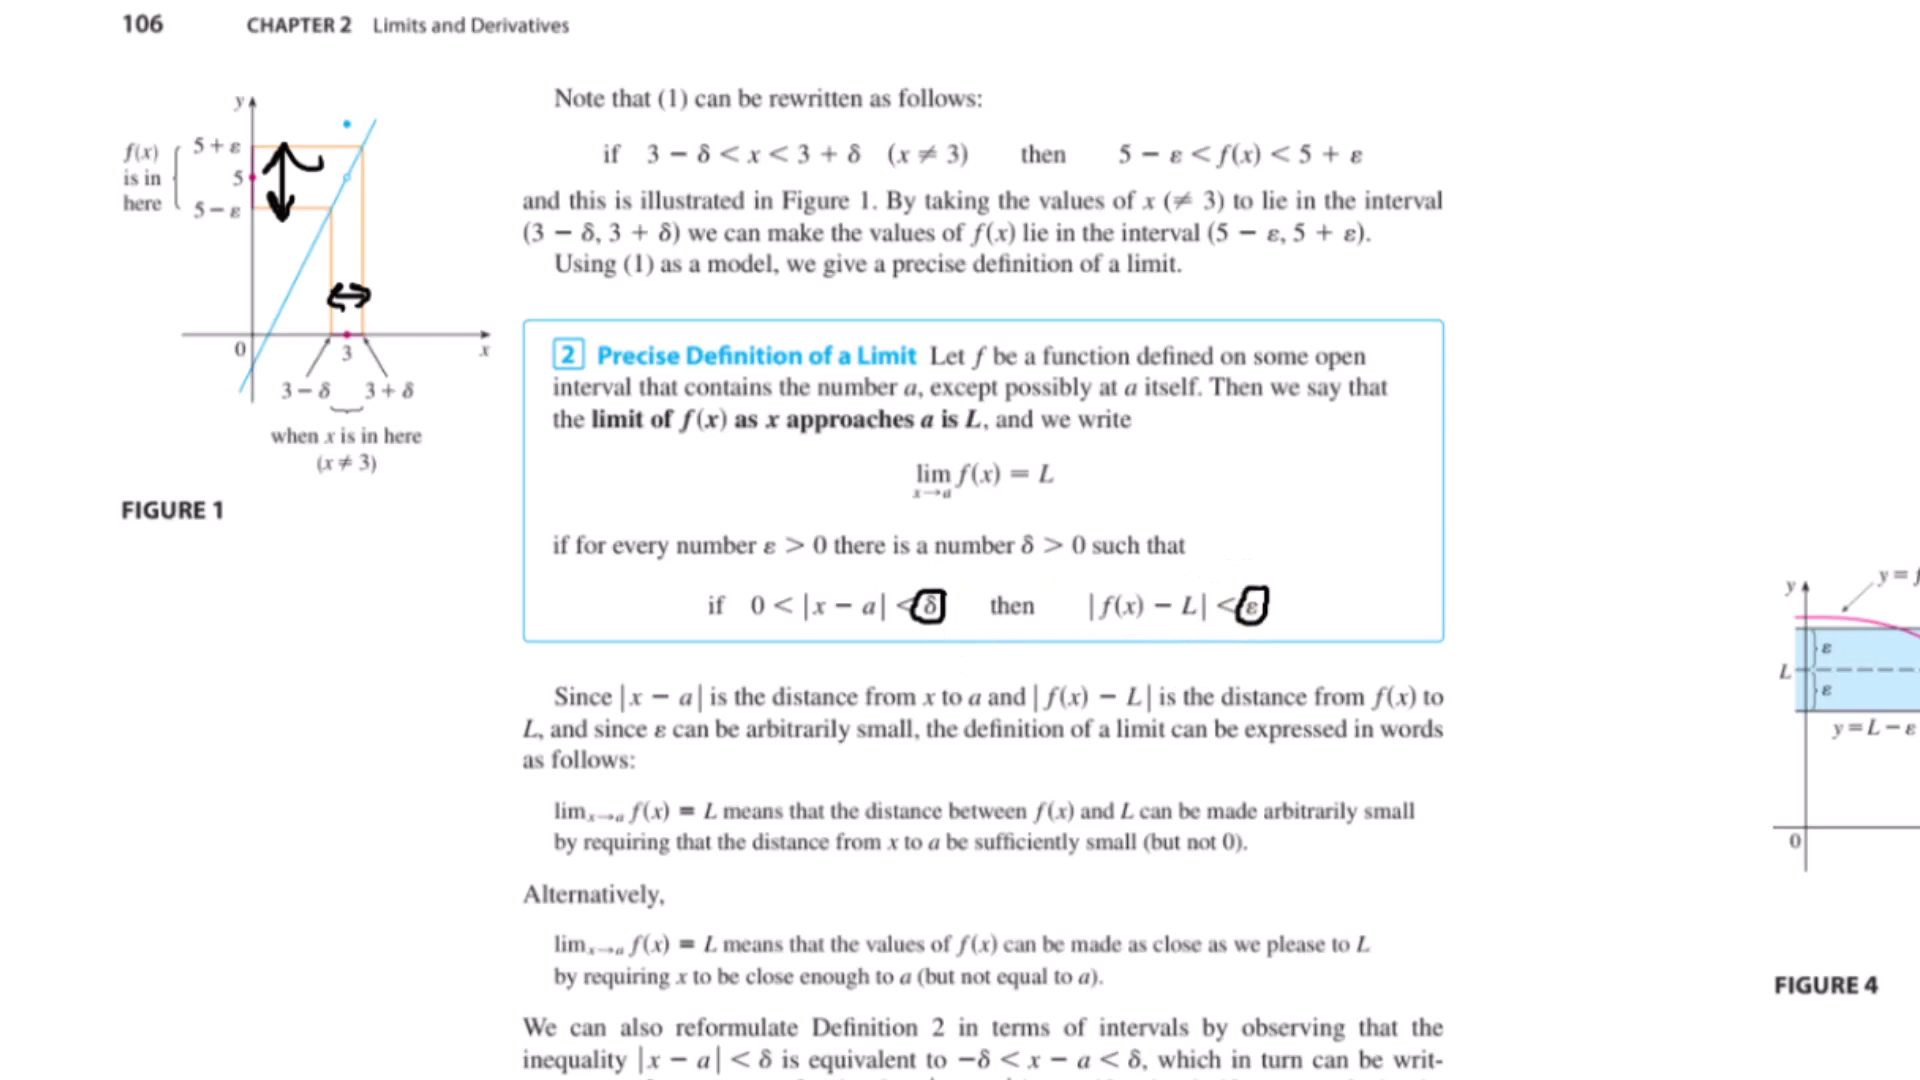 106 CHAPTER 2 Limits and Derivatives
y
f(x)
is in
here
5 + ε
5
5 − ε
0
3
x
3 − δ 3 + δ
when x is in here
(x ≠ 3)
FIGURE 1
Note that (1) can be rewritten as follows:
if 3 − δ < x < 3 + δ (x ≠ 3) then 5 − ε < f(x) < 5 + ε
and this is illustrated in Figure 1. By taking the values of x (≠ 3) to lie in the interval
(3 − δ, 3 + δ) we can make the values of f(x) lie in the interval (5 − ε, 5 + ε).
Using (1) as a model, we give a precise definition of a limit.
2 Precise Definition of a Limit Let f be a function defined on some open
interval that contains the number a, except possibly at a itself. Then we say that
the limit of f(x) as x approaches a is L, and we write
lim f(x) = L
x→a
if for every number ε > 0 there is a number δ > 0 such that
if 0 < |x − a| < δ then |f(x) − L| < ε
Since |x − a| is the distance from x to a and |f(x) − L| is the distance from f(x) to
L, and since ε can be arbitrarily small, the definition of a limit can be expressed in words
as follows:
limx→a f(x) = L means that the distance between f(x) and L can be made arbitrarily small
by requiring that the distance from x to a be sufficiently small (but not 0).
Alternatively,
limx→a f(x) = L means that the values of f(x) can be made as close as we please to L
by requiring x to be close enough to a (but not equal to a).
We can also reformulate Definition 2 in terms of intervals by observing that the
inequality |x − a| < δ is equivalent to −δ < x − a < δ, which in turn can be writ-
y
y = f
ε
L
ε
y = L − ε
0
FIGURE 4